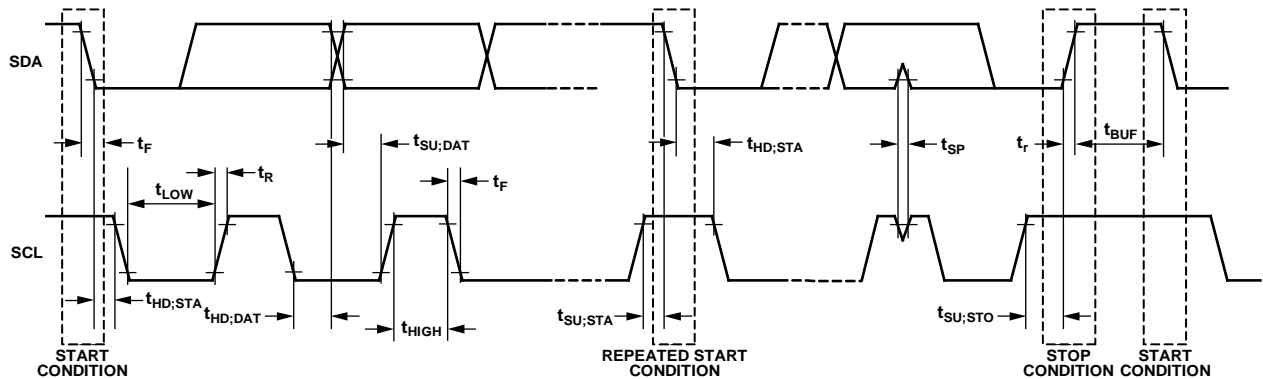 SDA
t_F
t_SU;DAT
t_HD;STA
t_SP
t_r
t_BUF
t_LOW
t_R
t_F
SCL
t_HD;STA
t_HD;DAT
t_HIGH
t_SU;STA
t_SU;STO
START
CONDITION
REPEATED START
CONDITION
STOP
CONDITION
START
CONDITION